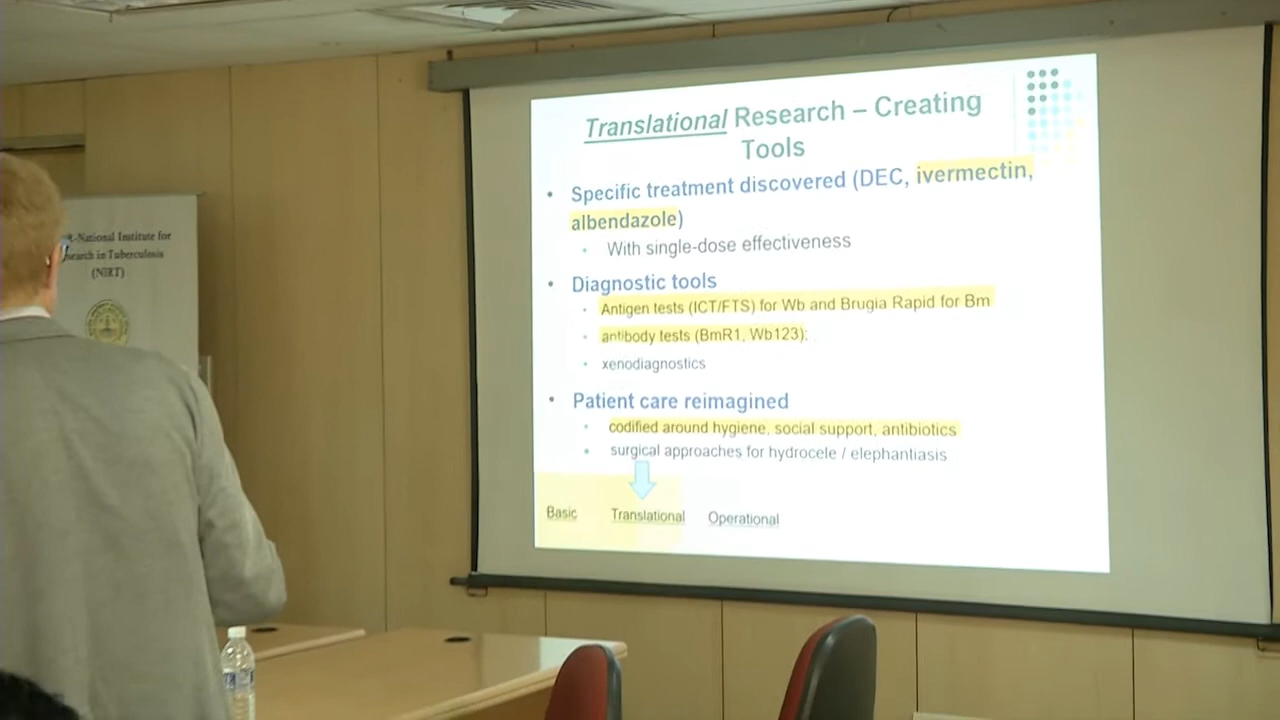 Translational Research – Creating
Tools
• Specific treatment discovered (DEC, ivermectin,
albendazole)
• With single-dose effectiveness
• Diagnostic tools
• Antigen tests (ICT/FTS) for Wb and Brugia Rapid for Bm
• antibody tests (BmR1, Wb123):
• xenodiagnostics
• Patient care reimagined
• codified around hygiene, social support, antibiotics
• surgical approaches for hydrocele / elephantiasis
Basic Translational Operational
-National Institute for
in Tuberculosis
(NIRT)